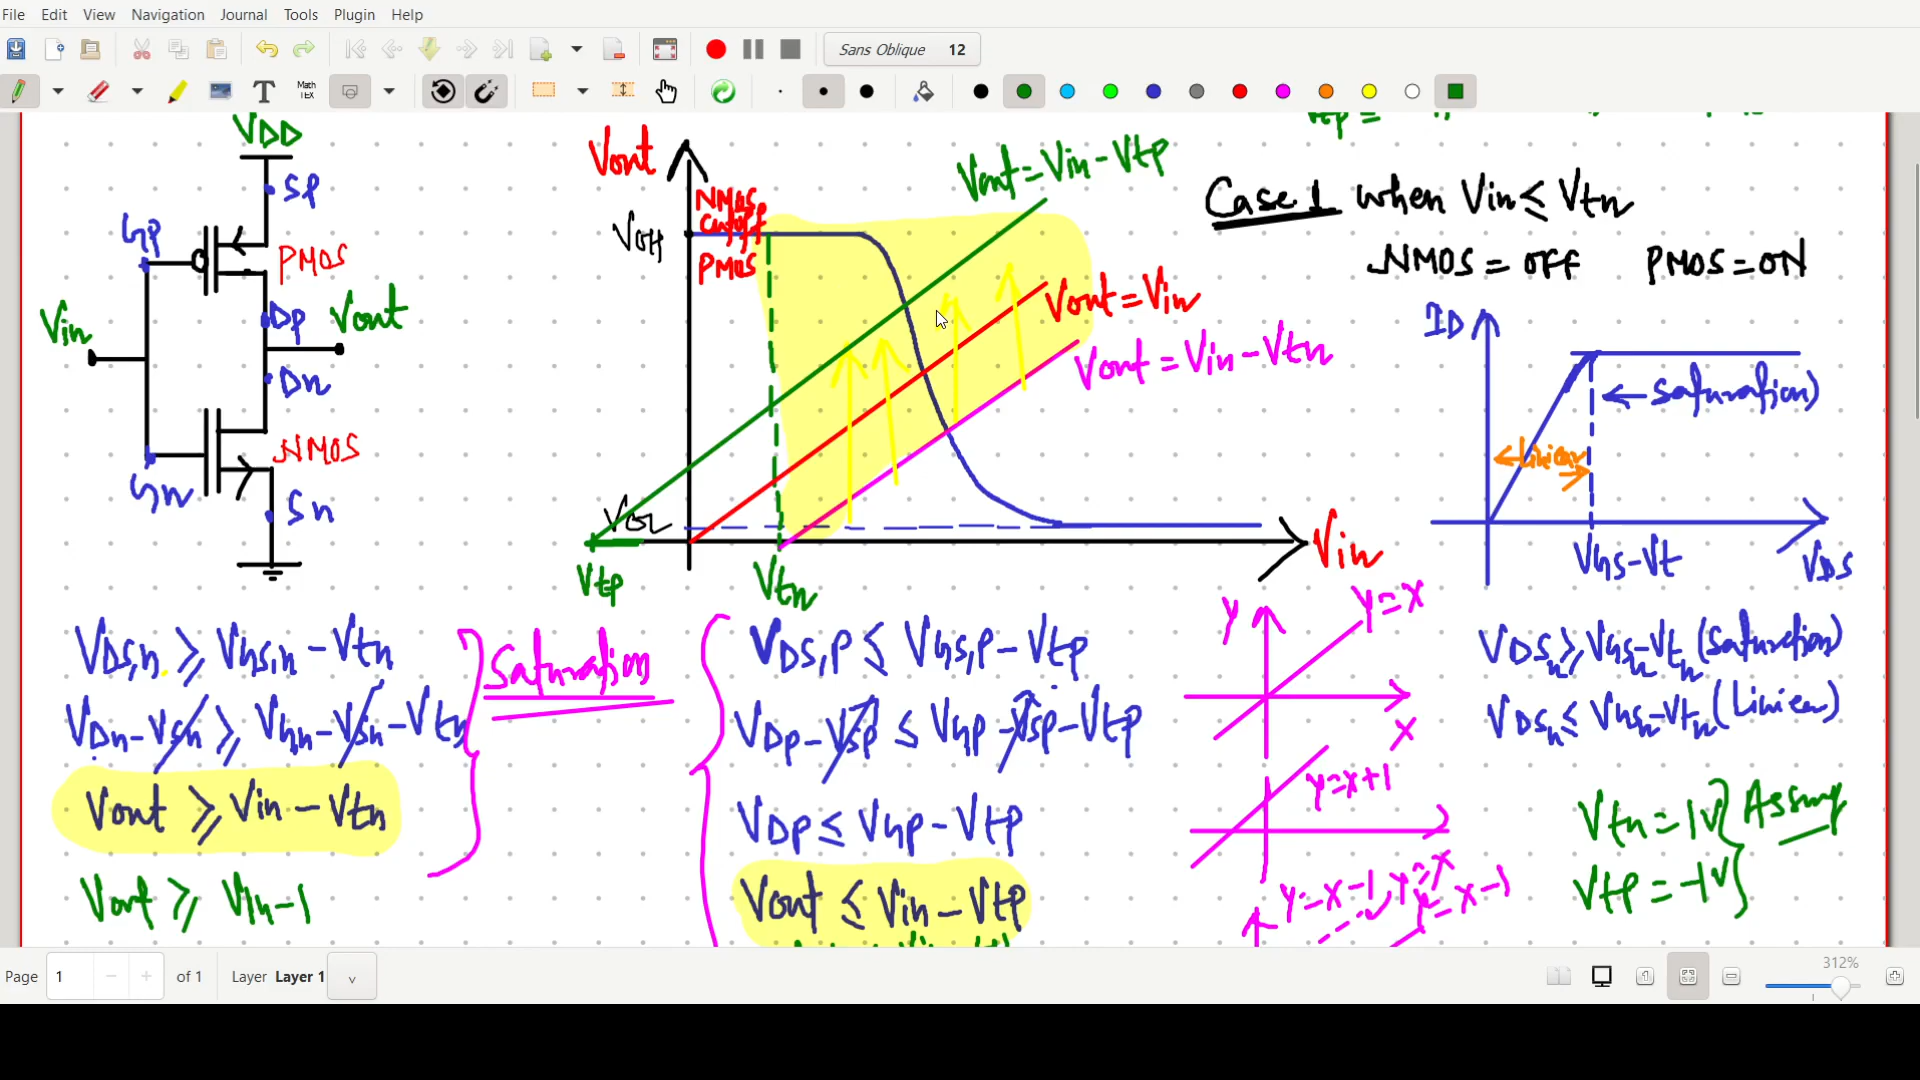 File Edit View Navigation Journal Tools Plugin Help
Sans Oblique 12
T Math TEX
VDD
Sp
Gp
PMOS
Dp
Vin
Vout
Dn
NMOS
Gn
Sn
Vout
Vout=Vin-Vtp
VOH
NMOS
Cutoff
PMOS
Vout=Vin
Vout=Vin-Vtn
VOL
Vin
Vtp
Vtn
Case 1 when Vin≤Vtn
NMOS = OFF PMOS=ON
ID
←Saturation
Linear
VGS-Vt
VDS
VDS,n ≥ VGS,n - Vtn
VDn-VSn ≥ VGn-VSn-Vtn
Vout ≥ Vin - Vtn
Vout ≥ Vin-1
Saturation
VDS,p ≤ VGS,p - Vtp
VDp-VSp ≤ VGp-VSp-Vtp
VDp ≤ VGp-Vtp
Vout ≤ Vin-Vtp
y
y=x
x
y=x+1
y=x-1, y=x
y=x-1
VDSn≥VGSn-Vtn(Saturation)
VDSn≤VGSn-Vtn(Linear)
Vtn=1V
Vtp=-1V
Assump
Page 1 of 1 Layer Layer 1
312%